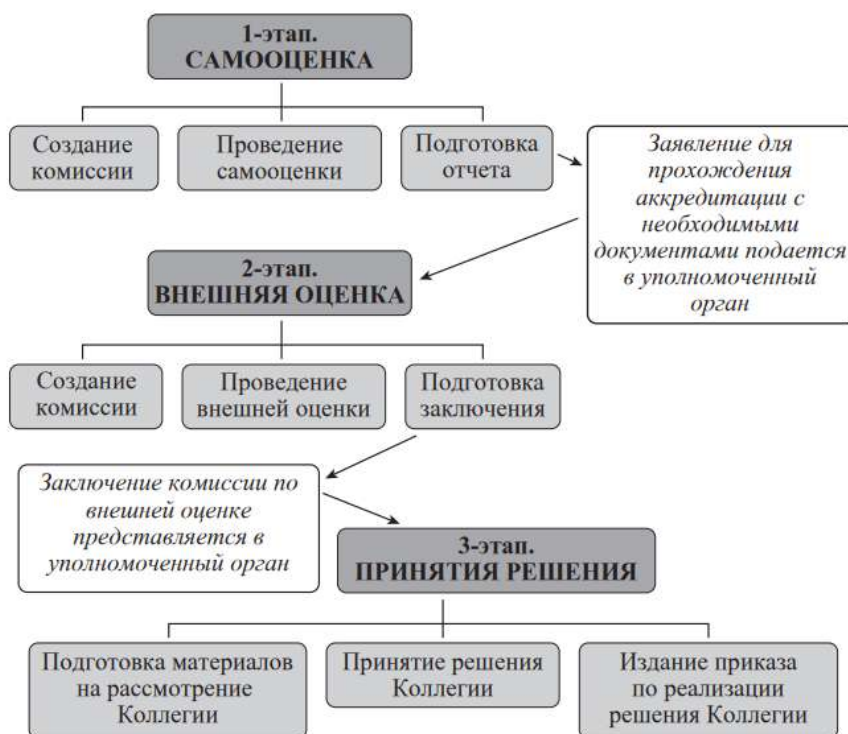 1-этап.
САМООЦЕНКА
Создание
комиссии
Проведение
самооценки
Подготовка
отчета
Заявление для
прохождения
аккредитации с
необходимыми
документами подается
в уполномоченный
орган
2-этап.
ВНЕШНЯЯ ОЦЕНКА
Создание
комиссии
Проведение
внешней оценки
Подготовка
заключения
Заключение комиссии по
внешней оценке
представляется в
уполномоченный орган
3-этап.
ПРИНЯТИЯ РЕШЕНИЯ
Подготовка материалов
на рассмотрение
Коллегии
Принятие решения
Коллегии
Издание приказа
по реализации
решения Коллегии